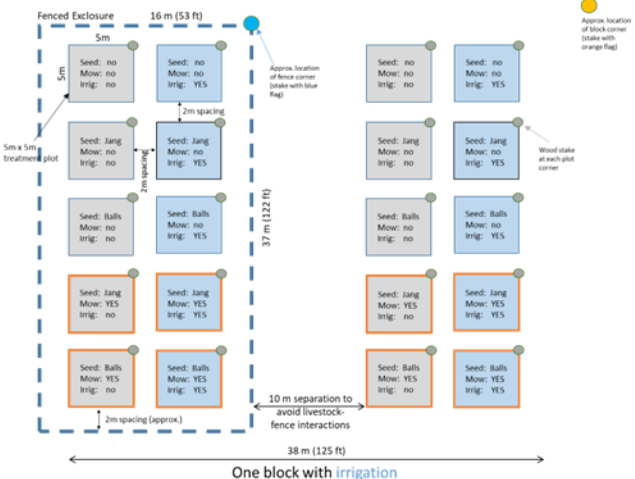 Fenced Exclosure
16 m (53 ft)
Approx. location
of block corner
(stake with
orange flag)
5m
5m
Seed: no
Mow: no
Irrig: no
Seed: no
Mow: no
Irrig: YES
Approx. location
of fence corner
(stake with blue
flag)
Seed: no
Mow: no
Irrig: no
Seed: no
Mow: no
Irrig: YES
2m spacing
5m x 5m
treatment plot
Seed: Jang
Mow: no
Irrig: no
2m spacing
Seed: Jang
Mow: no
Irrig: YES
Seed: Jang
Mow: no
Irrig: no
Seed: Jang
Mow: no
Irrig: YES
Wood stake
at each plot
corner
37 m (122 ft)
Seed: Balls
Mow: no
Irrig: no
Seed: Balls
Mow: no
Irrig: YES
Seed: Balls
Mow: no
Irrig: no
Seed: Balls
Mow: no
Irrig: YES
Seed: Jang
Mow: YES
Irrig: no
Seed: Jang
Mow: YES
Irrig: YES
Seed: Jang
Mow: YES
Irrig: no
Seed: Jang
Mow: YES
Irrig: YES
Seed: Balls
Mow: YES
Irrig: no
Seed: Balls
Mow: YES
Irrig: YES
Seed: Balls
Mow: YES
Irrig: no
Seed: Balls
Mow: YES
Irrig: YES
2m spacing (approx.)
10 m separation to
avoid livestock-
fence interactions
38 m (125 ft)
One block with irrigation